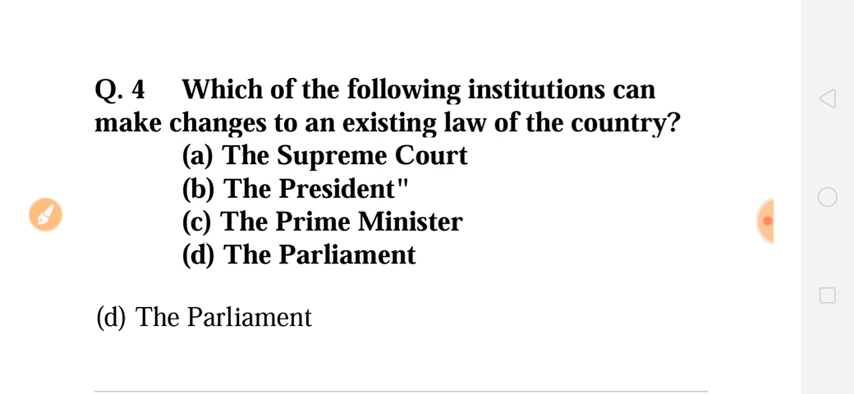 Q. 4 Which of the following institutions can
make changes to an existing law of the country?
(a) The Supreme Court
(b) The President"
(c) The Prime Minister
(d) The Parliament
(d) The Parliament